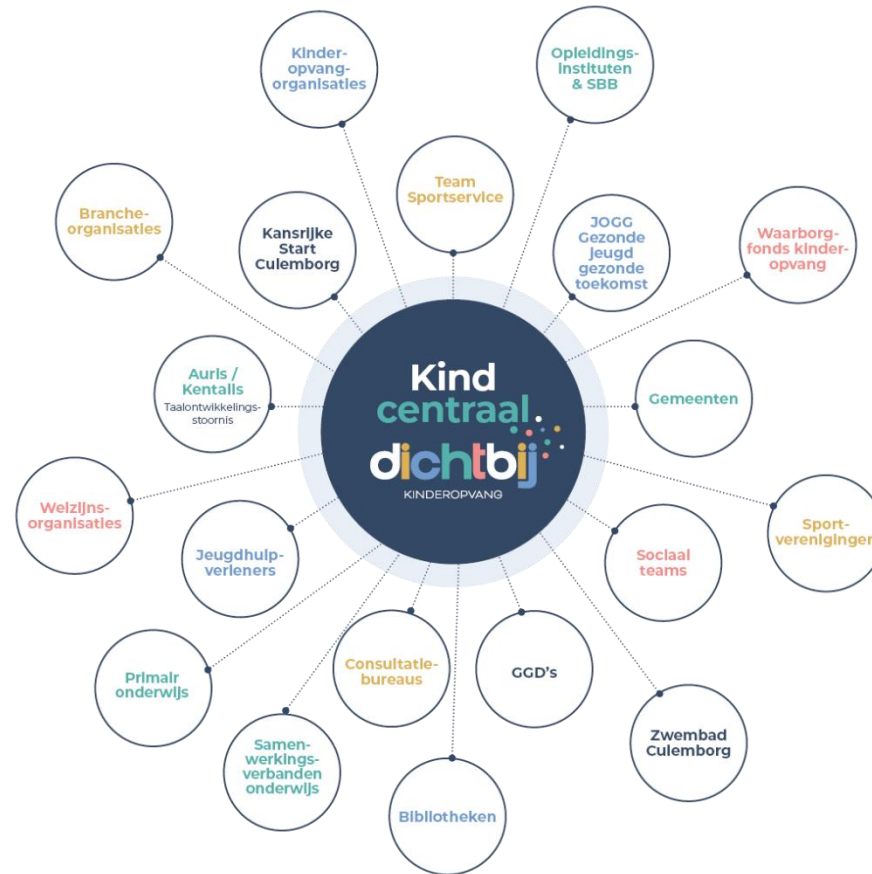 Kinder-
opvang-
organisaties
Opleidings-
instituten
& SBB
Team
Sportservice
Branche-
organisaties
Kansrijke
Start
Culemborg
JOGG
Gezonde
jeugd
gezonde
toekomst
Waarborg-
fonds kinder-
opvang
Auris /
Kentalis
Taalontwikkelings-
stoornis
Kind
centraal
dichtbij
KINDEROPVANG
Gemeenten
Welzijns-
organisaties
Jeugdhulp-
verleners
Sociaal
teams
Sport-
verenigingen
Primair
onderwijs
Consultatie-
bureaus
GGD's
Samen-
werkings-
verbanden
onderwijs
Bibliotheken
Zwembad
Culemborg